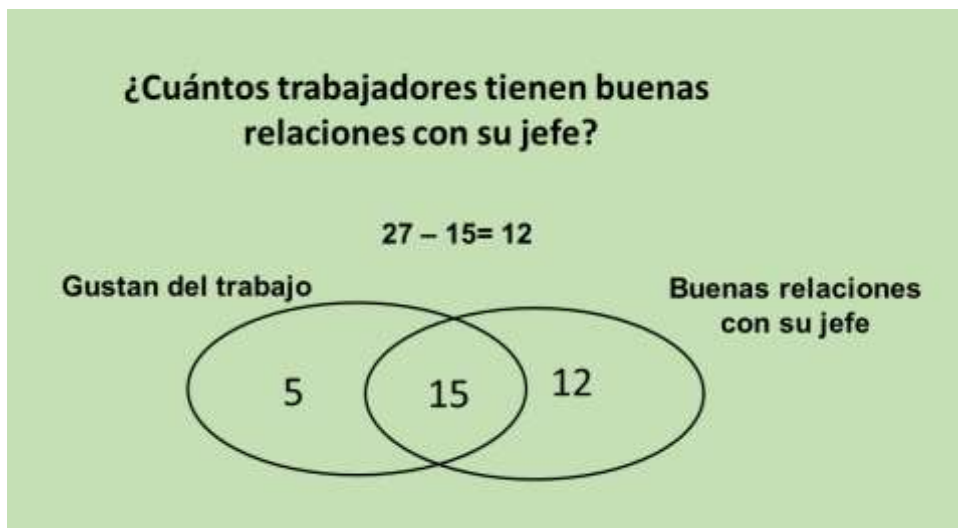 ¿Cuántos trabajadores tienen buenas
relaciones con su jefe?
27 – 15= 12
Gustan del trabajo
Buenas relaciones
con su jefe
5
15
12